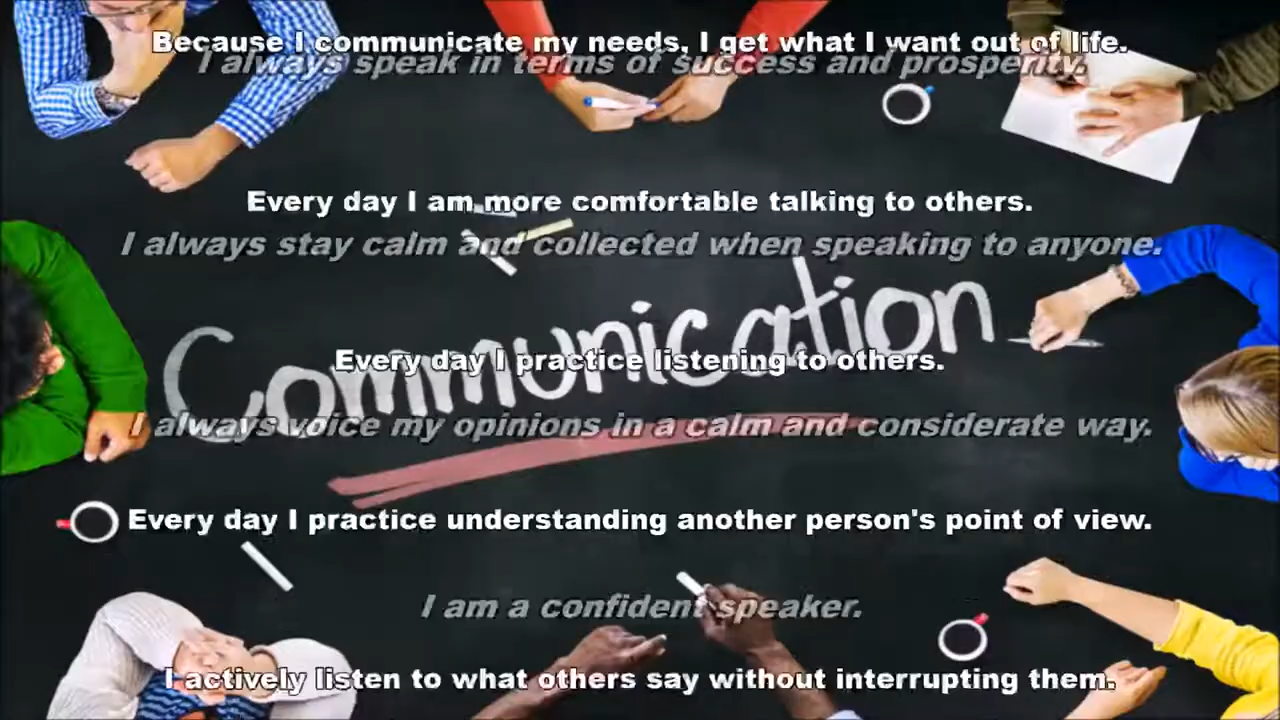 Because I communicate my needs, I get what I want out of life.
I always speak in terms of success and prosperity.
Every day I am more comfortable talking to others.
I always stay calm and collected when speaking to anyone.
Communication
Every day I practice listening to others.
I always voice my opinions in a calm and considerate way.
Every day I practice understanding another person's point of view.
I am a confident speaker.
I actively listen to what others say without interrupting them.